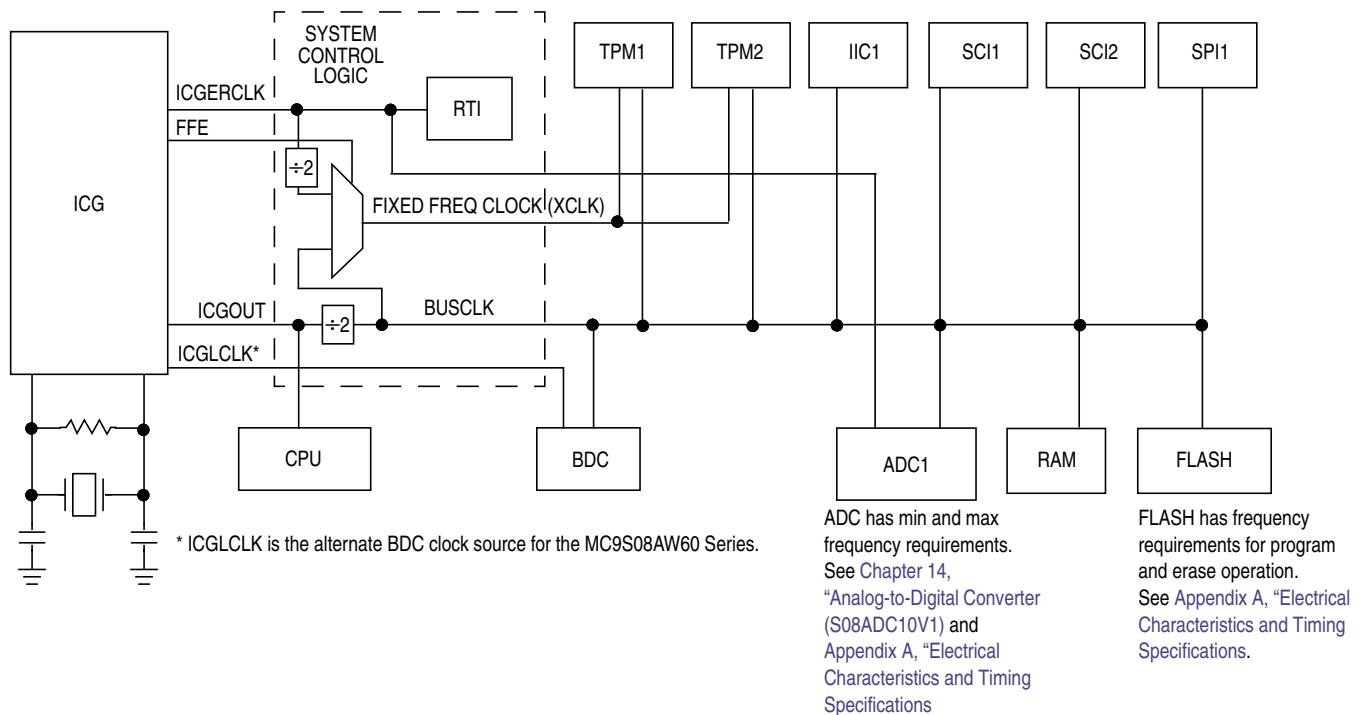 SYSTEM
CONTROL
LOGIC
TPM1
TPM2
IIC1
SCI1
SCI2
SPI1
ICGERCLK
RTI
FFE
÷2
ICG
FIXED FREQ CLOCK (XCLK)
ICGOUT
÷2
BUSCLK
ICGLCLK*
CPU
BDC
ADC1
RAM
FLASH
* ICGLCLK is the alternate BDC clock source for the MC9S08AW60 Series.
ADC has min and max
frequency requirements.
See Chapter 14,
“Analog-to-Digital Converter
(S08ADC10V1) and
Appendix A, “Electrical
Characteristics and Timing
Specifications
FLASH has frequency
requirements for program
and erase operation.
See Appendix A, “Electrical
Characteristics and Timing
Specifications.